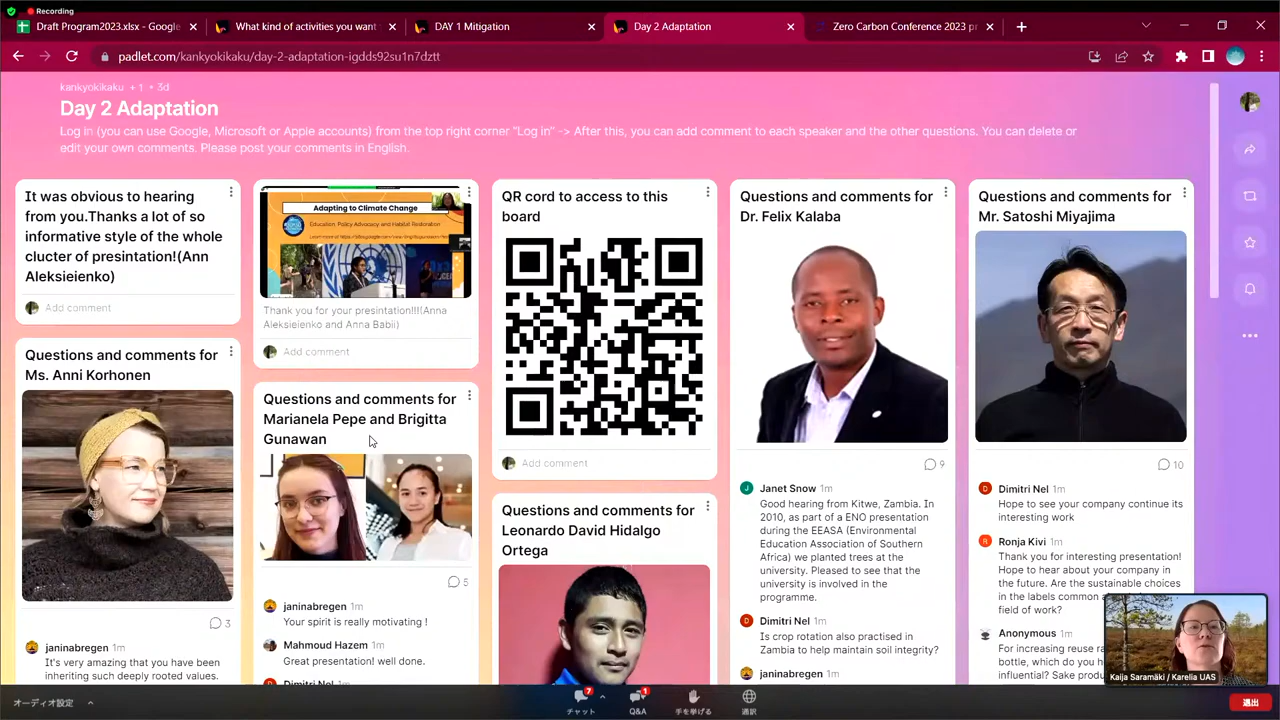 Recording
Draft Program2023.xlsx - Google
What kind of activities you want
DAY 1 Mitigation
Day 2 Adaptation
Zero Carbon Conference 2023 pr
padlet.com/kankyokikaku/day-2-adaptation-igdds92su1n7dztt
kankyokikaku + 1 • 3d
Day 2 Adaptation
Log in (you can use Google, Microsoft or Apple accounts) from the top right corner "Log in" –> After this, you can add comment to each speaker and the other questions. You can delete or
edit your own comments. Please post your comments in English.
It was obvious to hearing
from you.Thanks a lot of so
informative style of the whole
clucter of presintation!(Ann
Aleksieienko)
Add comment
Questions and comments for
Ms. Anni Korhonen
3
janinabregen 1m
It's very amazing that you have been
inheriting such deeply rooted values.
Adapting to Climate Change
Education, Policy Advocacy, and Habitat Restoration
Thank you for your presintation!!!(Anna
Aleksieienko and Anna Babii)
Add comment
Questions and comments for
Marianela Pepe and Brigitta
Gunawan
5
janinabregen 1m
Your spirit is really motivating !
Mahmoud Hazem 1m
Great presentation! well done.
Dimitri Nel 1m
QR cord to access to this
board
Add comment
Questions and comments for
Leonardo David Hidalgo
Ortega
Questions and comments for
Dr. Felix Kalaba
9
J
Janet Snow 1m
Good hearing from Kitwe, Zambia. In
2010, as part of a ENO presentation
during the EEASA (Environmental
Education Association of Southern
Africa) we planted trees at the
university. Pleased to see that the
university is involved in the
programme.
D
Dimitri Nel 1m
Is crop rotation also practised in
Zambia to help maintain soil integrity?
janinabregen 1m
Questions and comments for
Mr. Satoshi Miyajima
10
D
Dimitri Nel 1m
Hope to see your company continue its
interesting work
R
Ronja Kivi 1m
Thank you for interesting presentation!
Hope to hear about your company in
the future. Are the sustainable choices
in the labels common a
field of work?
Anonymous 1m
For increasing reuse ra
bottle, which do you h
influential? Sake produ
Kaija Saramäki / Karelia UAS
オーディオ設定
7
チャット
1
Q&A
手を挙げる
通訳
退出